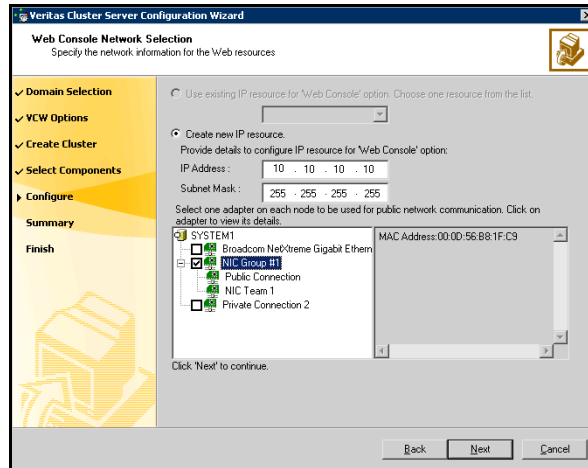 Veritas Cluster Server Configuration Wizard
Web Console Network Selection
Specify the network information for the Web resources
Domain Selection
VCW Options
Create Cluster
Select Components
Configure
Summary
Finish
Use existing IP resource for 'Web Console' option. Choose one resource from the list.
Create new IP resource.
Provide details to configure IP resource for 'Web Console' option:
IP Address :
10 . 10 . 10 . 10
Subnet Mask :
255 . 255 . 255 . 255
Select one adapter on each node to be used for public network communication. Click on
adapter to view its details.
SYSTEM1
Broadcom NetXtreme Gigabit Ethern
NIC Group #1
Public Connection
NIC Team 1
Private Connection 2
MAC Address:00:0D:56:B8:1F:C9
Click 'Next' to continue.
Back
Next
Cancel